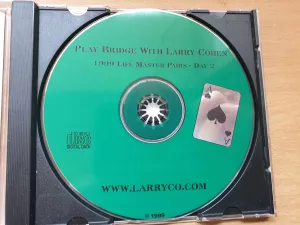 Play Bridge With Larry Cohen
1999 Life Master Pairs - Day 2
A
WWW.LARRYCO.COM
© 1999